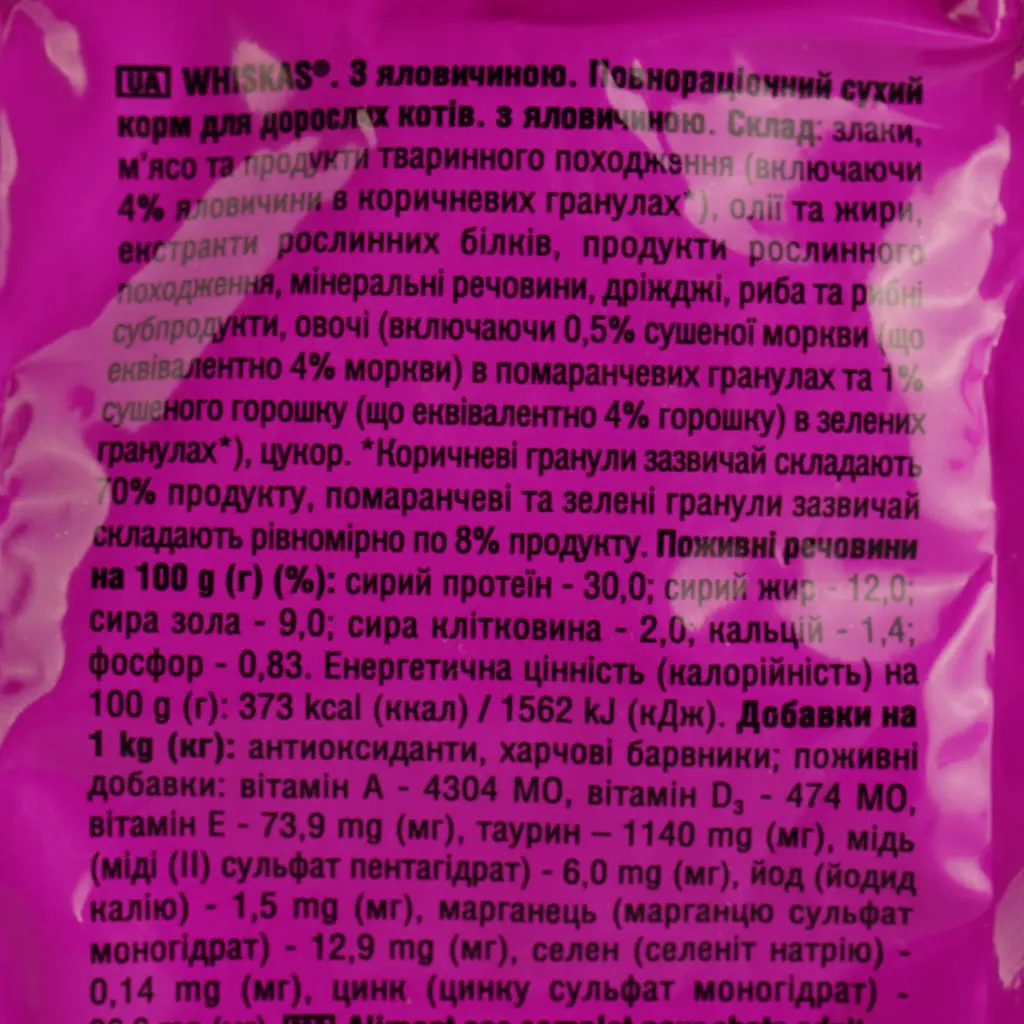 UA WHISKAS®. З яловичиною. Повнораціонний сухий
корм для дорослих котів. з яловичиною. Склад: злаки,
м'ясо та продукти тваринного походження (включаючи
4% яловичини в коричневих гранулах*), олії та жири,
екстракти рослинних білків, продукти рослинного
походження, мінеральні речовини, дріжджі, риба та рибні
субпродукти, овочі (включаючи 0,5% сушеної моркви (що
еквівалентно 4% моркви) в помаранчевих гранулах та 1%
сушеного горошку (що еквівалентно 4% горошку) в зелених
гранулах*), цукор. *Коричневі гранули зазвичай складають
70% продукту, помаранчеві та зелені гранули зазвичай
складають рівномірно по 8% продукту. Поживні речовини
на 100 g (г) (%): сирий протеїн - 30,0; сирий жир - 12,0;
сира зола - 9,0; сира клітковина - 2,0; кальцій - 1,4;
фосфор - 0,83. Енергетична цінність (калорійність) на
100 g (г): 373 kcal (ккал) / 1562 kJ (кДж). Добавки на
1 kg (кг): антиоксиданти, харчові барвники; поживні
добавки: вітамін А - 4304 МО, вітамін D₃ - 474 МО,
вітамін Е - 73,9 mg (мг), таурин – 1140 mg (мг), мідь
(міді (II) сульфат пентагідрат) - 6,0 mg (мг), йод (йодид
калію) - 1,5 mg (мг), марганець (марганцю сульфат
моногідрат) - 12,9 mg (мг), селен (селеніт натрію) -
0,14 mg (мг), цинк (цинку сульфат моногідрат) -